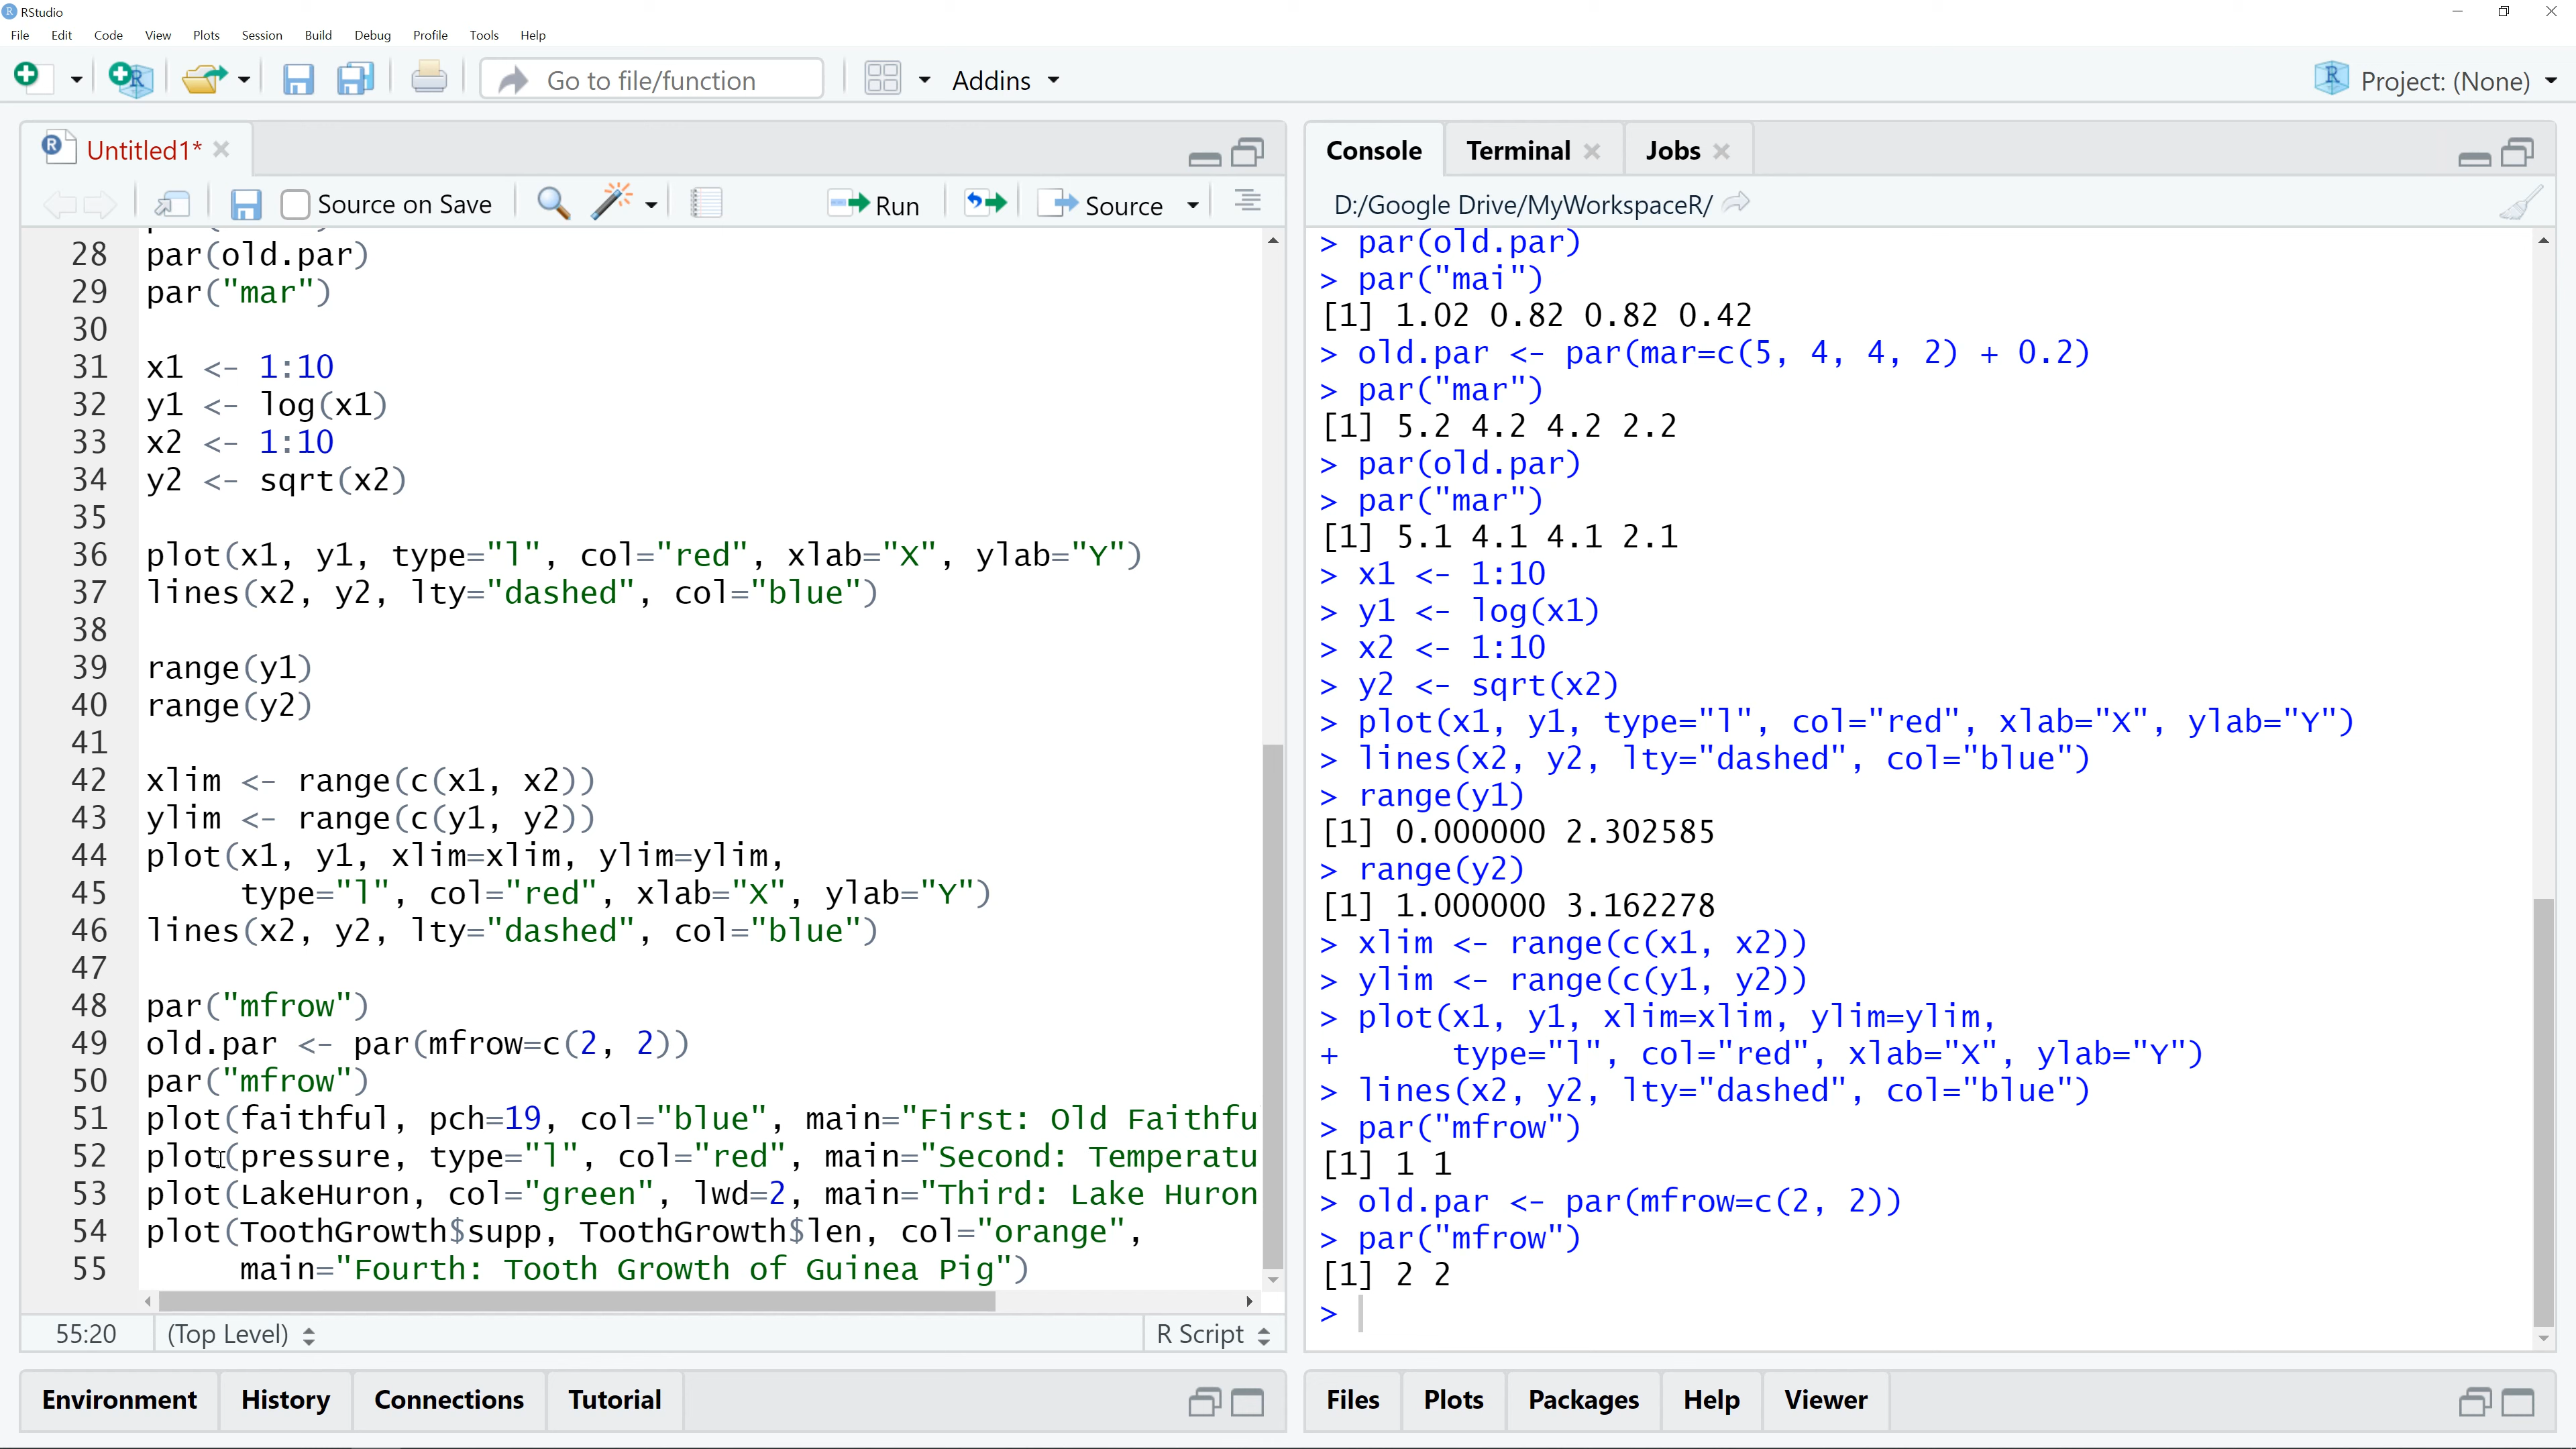 RStudio
File Edit Code View Plots Session Build Debug Profile Tools Help
Go to file/function Addins Project: (None)
Untitled1*
Source on Save Run Source
28 par(old.par)
29 par("mar")
30
31 x1 <- 1:10
32 y1 <- log(x1)
33 x2 <- 1:10
34 y2 <- sqrt(x2)
35
36 plot(x1, y1, type="l", col="red", xlab="X", ylab="Y")
37 lines(x2, y2, lty="dashed", col="blue")
38
39 range(y1)
40 range(y2)
41
42 xlim <- range(c(x1, x2))
43 ylim <- range(c(y1, y2))
44 plot(x1, y1, xlim=xlim, ylim=ylim,
45 type="l", col="red", xlab="X", ylab="Y")
46 lines(x2, y2, lty="dashed", col="blue")
47
48 par("mfrow")
49 old.par <- par(mfrow=c(2, 2))
50 par("mfrow")
51 plot(faithful, pch=19, col="blue", main="First: Old Faithfu
52 plot(pressure, type="l", col="red", main="Second: Temperatu
53 plot(LakeHuron, col="green", lwd=2, main="Third: Lake Huron
54 plot(ToothGrowth$supp, ToothGrowth$len, col="orange",
55 main="Fourth: Tooth Growth of Guinea Pig")
55:20 (Top Level) R Script
Environment History Connections Tutorial
Console Terminal Jobs
D:/Google Drive/MyWorkspaceR/
> par(old.par)
> par("mai")
[1] 1.02 0.82 0.82 0.42
> old.par <- par(mar=c(5, 4, 4, 2) + 0.2)
> par("mar")
[1] 5.2 4.2 4.2 2.2
> par(old.par)
> par("mar")
[1] 5.1 4.1 4.1 2.1
> x1 <- 1:10
> y1 <- log(x1)
> x2 <- 1:10
> y2 <- sqrt(x2)
> plot(x1, y1, type="l", col="red", xlab="X", ylab="Y")
> lines(x2, y2, lty="dashed", col="blue")
> range(y1)
[1] 0.000000 2.302585
> range(y2)
[1] 1.000000 3.162278
> xlim <- range(c(x1, x2))
> ylim <- range(c(y1, y2))
> plot(x1, y1, xlim=xlim, ylim=ylim,
+ type="l", col="red", xlab="X", ylab="Y")
> lines(x2, y2, lty="dashed", col="blue")
> par("mfrow")
[1] 1 1
> old.par <- par(mfrow=c(2, 2))
> par("mfrow")
[1] 2 2
>
Files Plots Packages Help Viewer